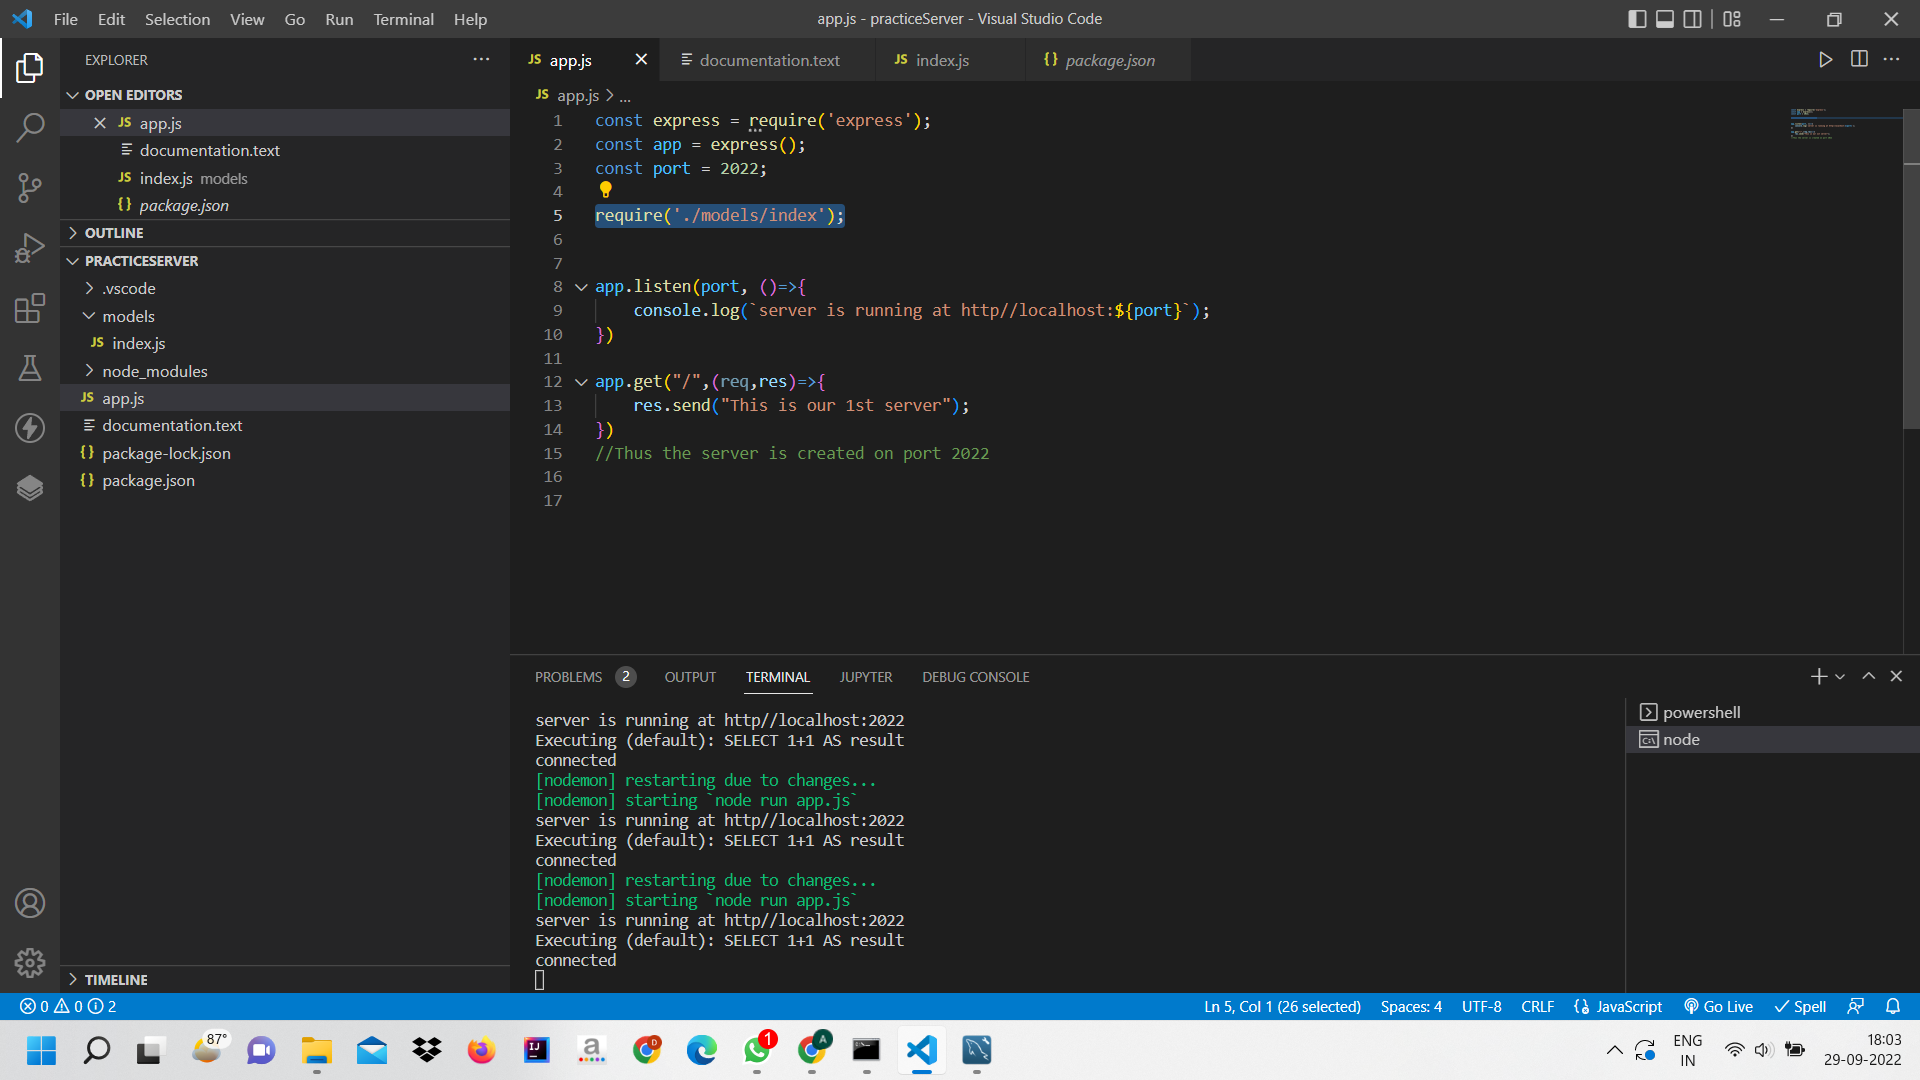 File Edit Selection View Go Run Terminal Help
app.js - practiceServer - Visual Studio Code
EXPLORER
OPEN EDITORS
JS app.js
documentation.text
JS index.js models
{} package.json
OUTLINE
PRACTICESERVER
.vscode
models
JS index.js
node_modules
JS app.js
documentation.text
{} package-lock.json
{} package.json
TIMELINE
JS app.js documentation.text JS index.js {} package.json
JS app.js > ...
1 const express = require('express');
2 const app = express();
3 const port = 2022;
4
5 require('./models/index');
6
7
8 app.listen(port, ()=>{
9 console.log(`server is running at http//localhost:${port}`);
10 })
11
12 app.get("/",(req,res)=>{
13 res.send("This is our 1st server");
14 })
15 //Thus the server is created on port 2022
16
17
PROBLEMS 2 OUTPUT TERMINAL JUPYTER DEBUG CONSOLE
server is running at http//localhost:2022
Executing (default): SELECT 1+1 AS result
connected
[nodemon] restarting due to changes...
[nodemon] starting `node run app.js`
server is running at http//localhost:2022
Executing (default): SELECT 1+1 AS result
connected
[nodemon] restarting due to changes...
[nodemon] starting `node run app.js`
server is running at http//localhost:2022
Executing (default): SELECT 1+1 AS result
connected
powershell
node
0 0 2
Ln 5, Col 1 (26 selected) Spaces: 4 UTF-8 CRLF {} JavaScript Go Live Spell
87°
IJ
a
D
1
A
ENG
IN
18:03
29-09-2022